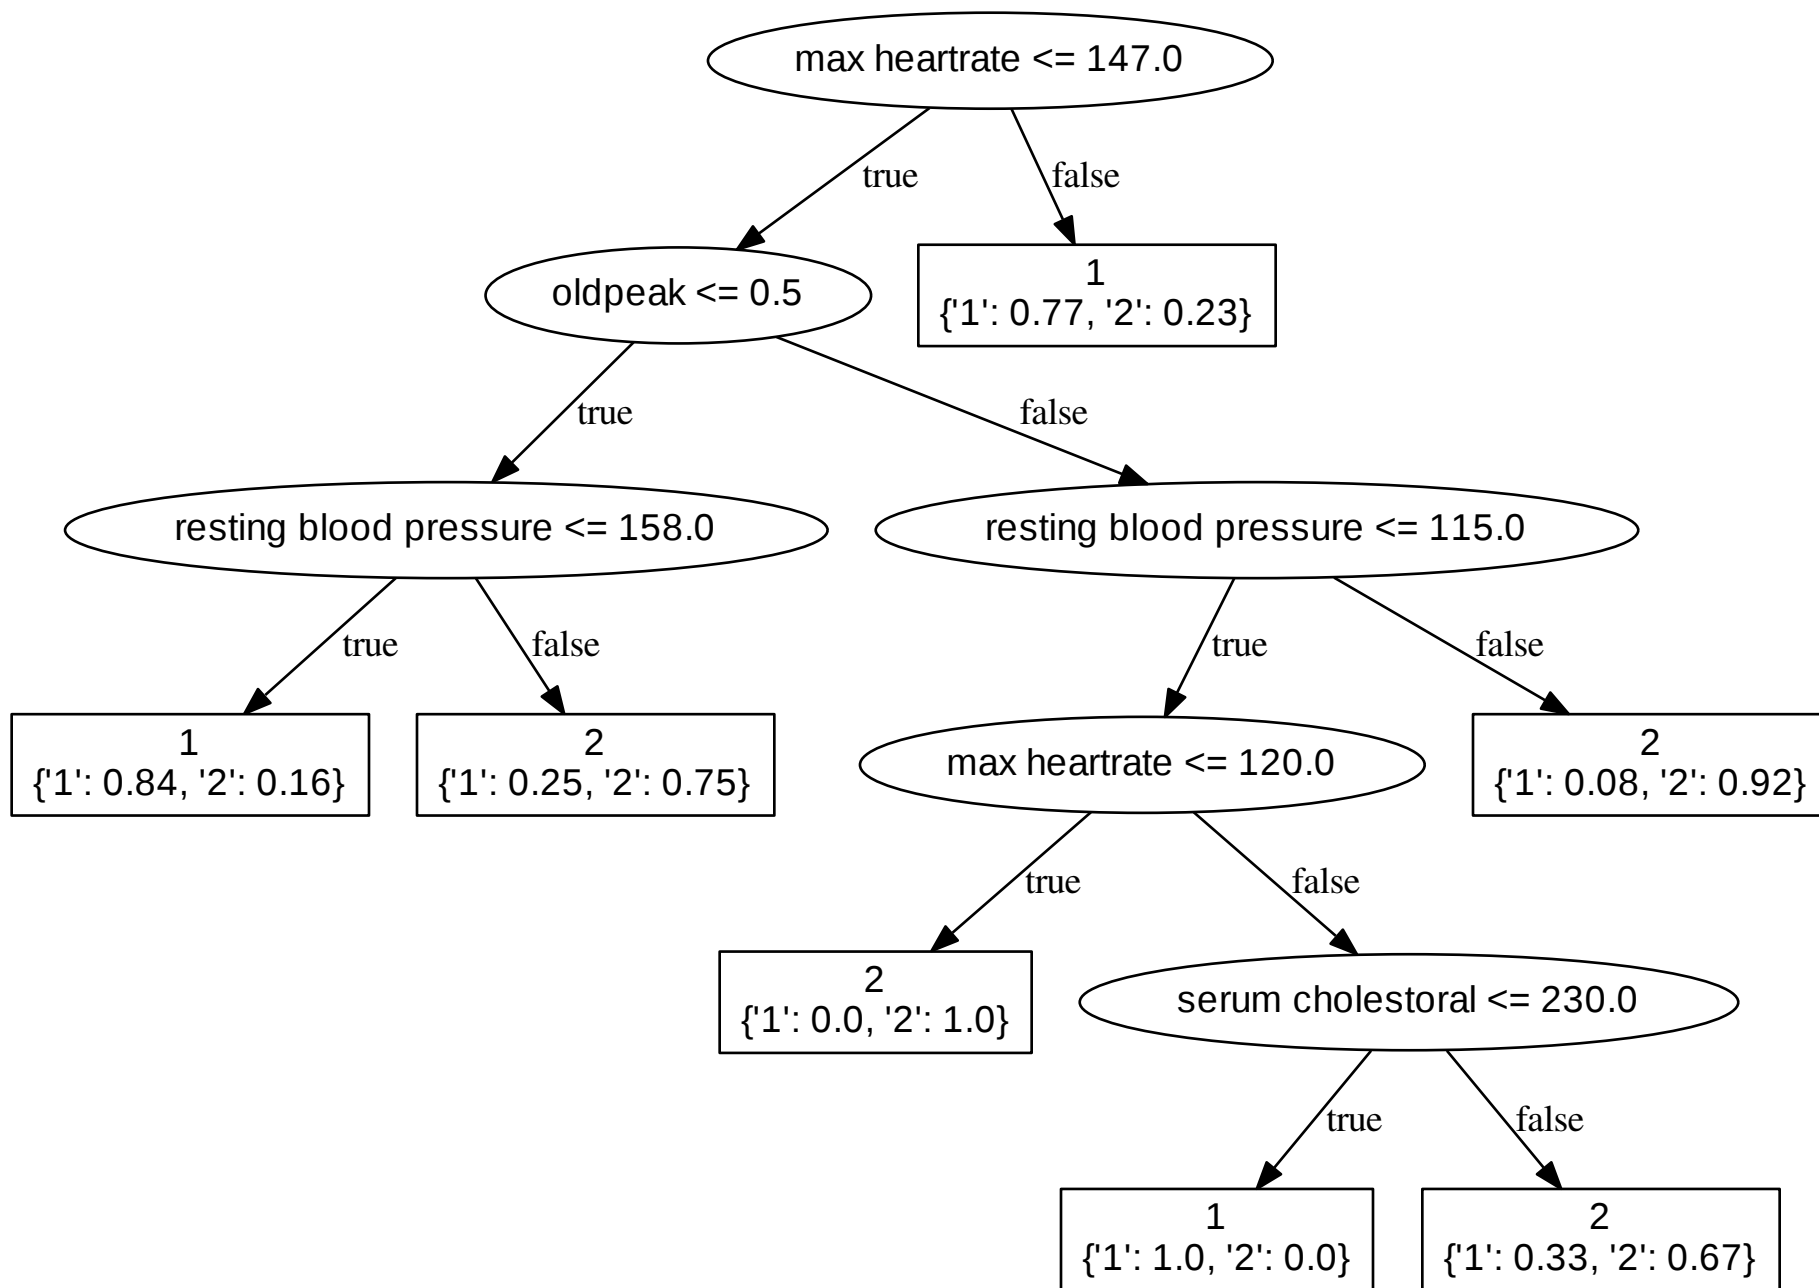 max heartrate <= 147.0
true
false
oldpeak <= 0.5
1
{'1': 0.77, '2': 0.23}
true
false
resting blood pressure <= 158.0
resting blood pressure <= 115.0
true
false
true
false
1
{'1': 0.84, '2': 0.16}
2
{'1': 0.25, '2': 0.75}
max heartrate <= 120.0
2
{'1': 0.08, '2': 0.92}
true
false
2
{'1': 0.0, '2': 1.0}
serum cholestoral <= 230.0
true
false
1
{'1': 1.0, '2': 0.0}
2
{'1': 0.33, '2': 0.67}